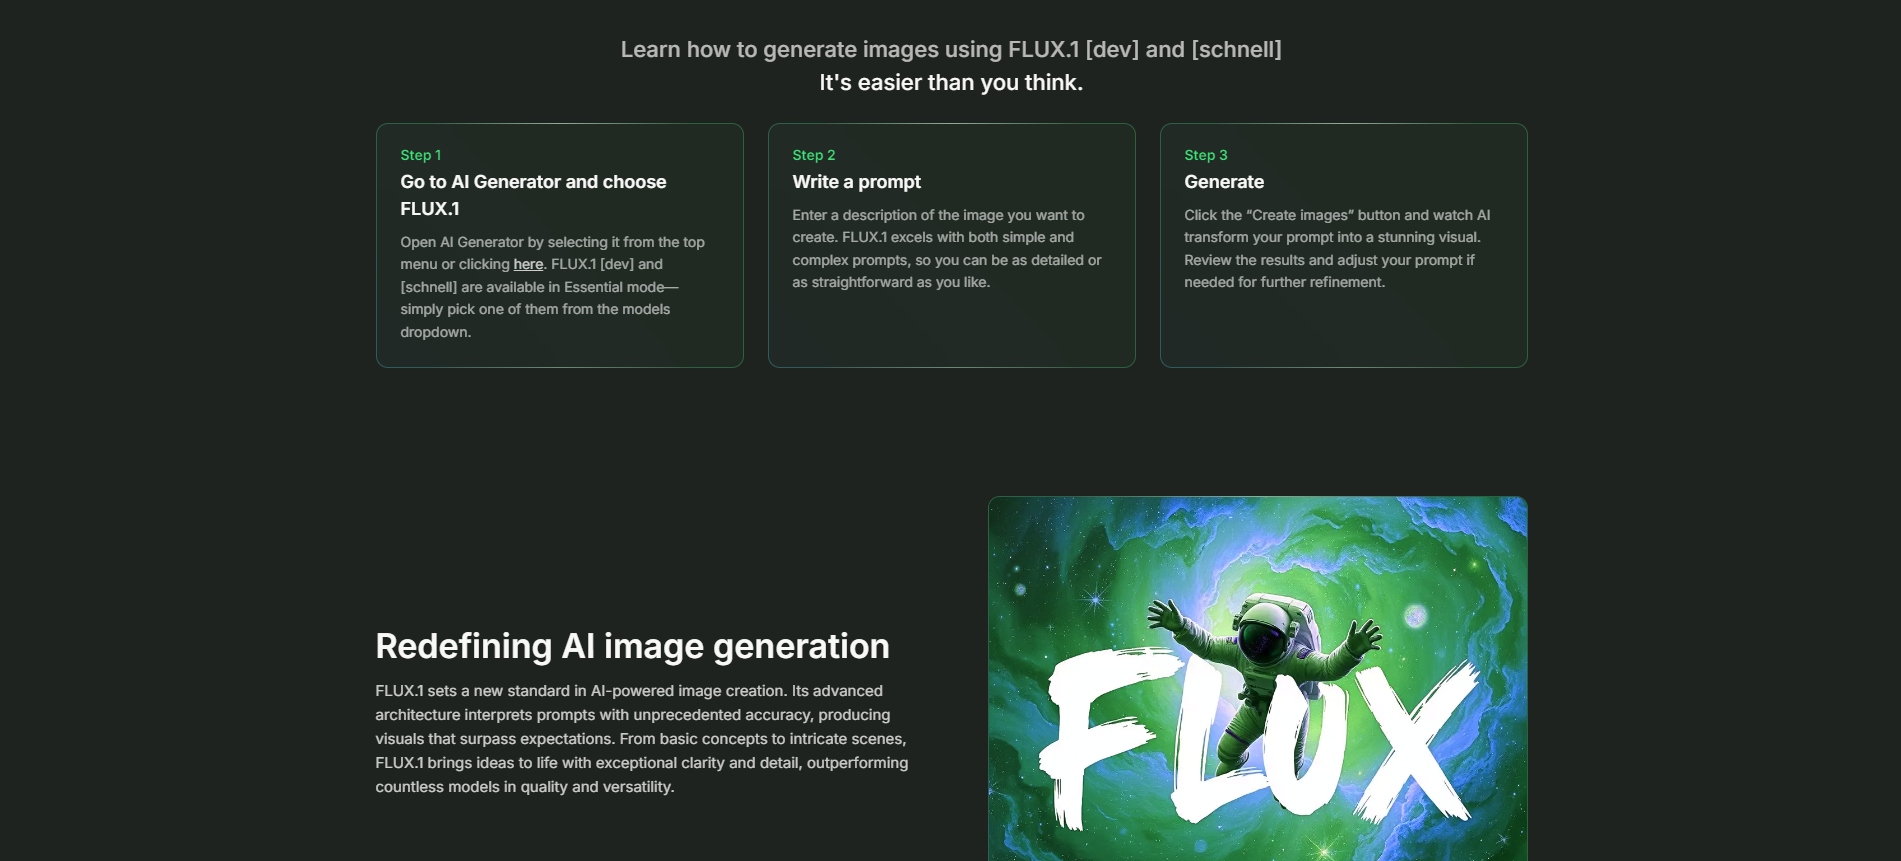 Learn how to generate images using FLUX.1 [dev] and [schnell]
It's easier than you think.
Step 1
Go to AI Generator and choose
FLUX.1
Open AI Generator by selecting it from the top
menu or clicking here. FLUX.1 [dev] and
[schnell] are available in Essential mode—
simply pick one of them from the models
dropdown.
Step 2
Write a prompt
Enter a description of the image you want to
create. FLUX.1 excels with both simple and
complex prompts, so you can be as detailed or
as straightforward as you like.
Step 3
Generate
Click the “Create images” button and watch AI
transform your prompt into a stunning visual.
Review the results and adjust your prompt if
needed for further refinement.
Redefining AI image generation
FLUX.1 sets a new standard in AI-powered image creation. Its advanced
architecture interprets prompts with unprecedented accuracy, producing
visuals that surpass expectations. From basic concepts to intricate scenes,
FLUX.1 brings ideas to life with exceptional clarity and detail, outperforming
countless models in quality and versatility.
FLUX